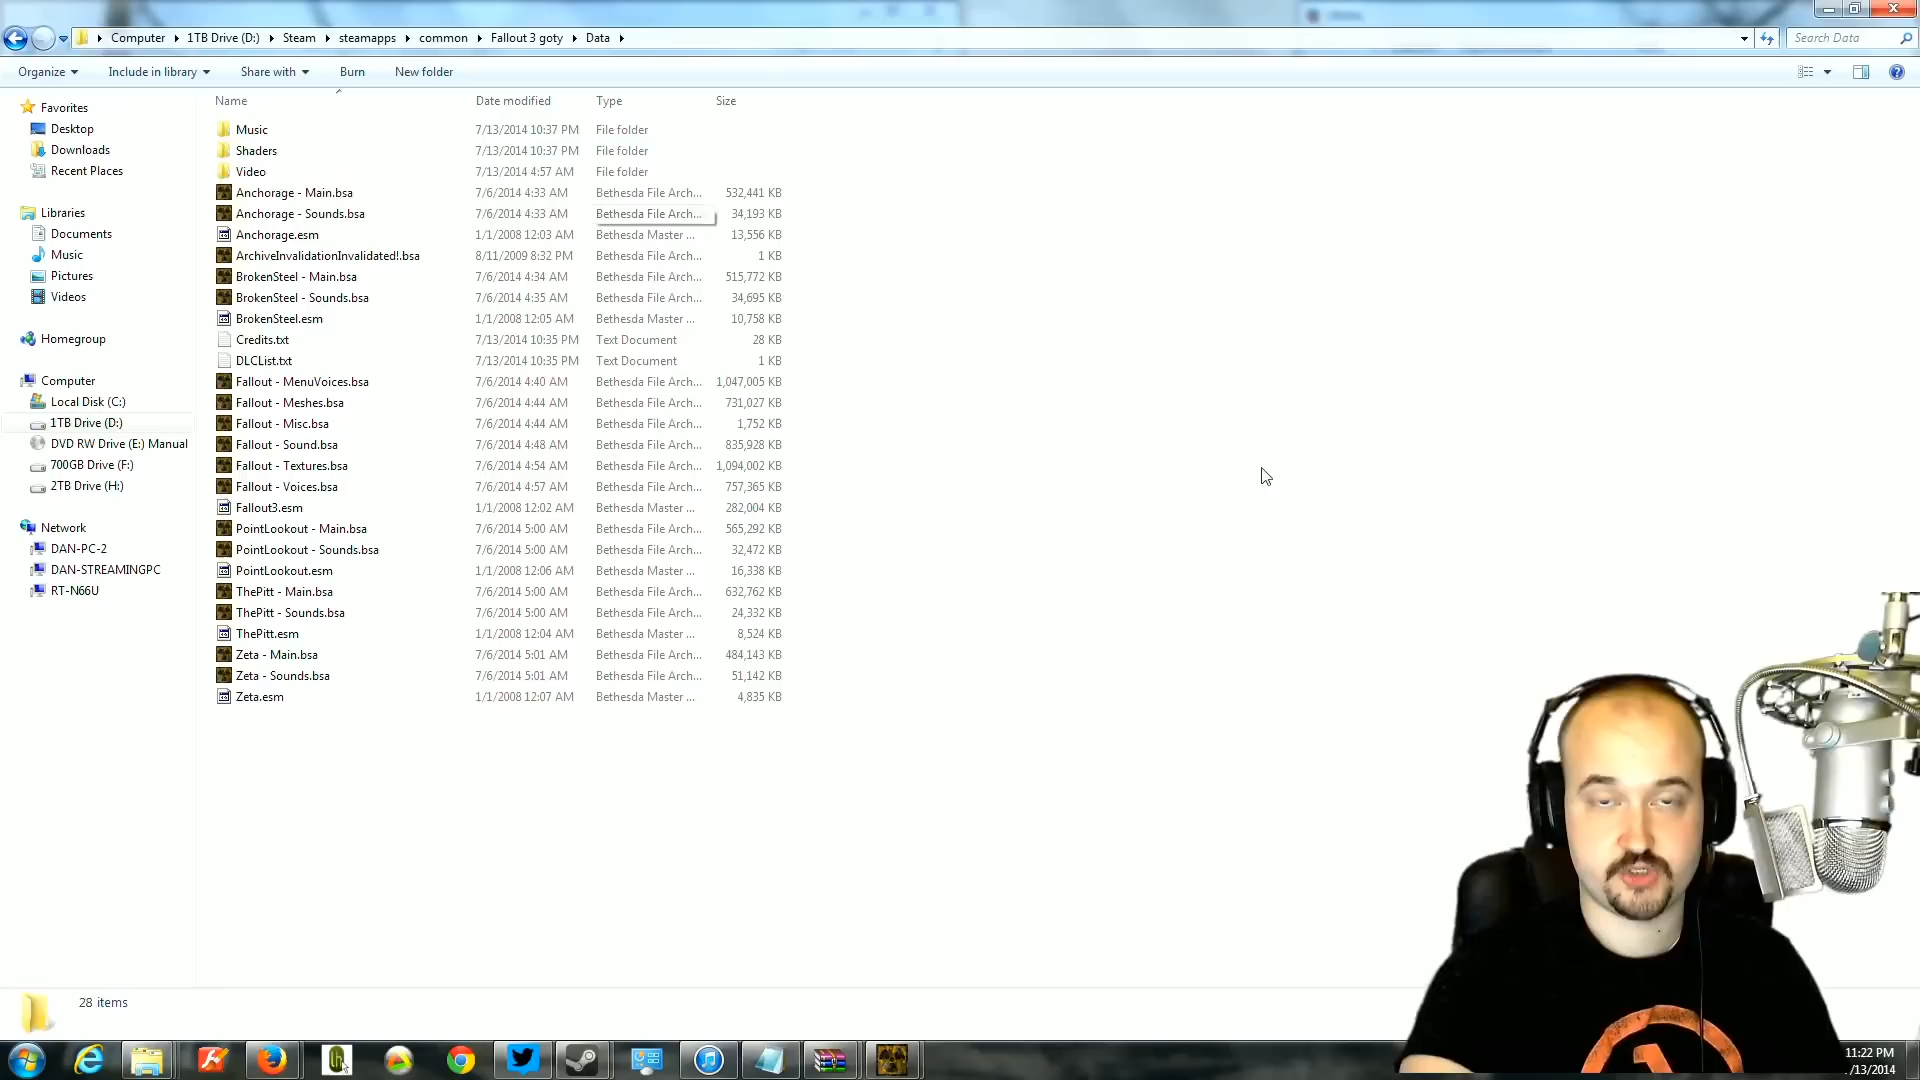 Computer 1TB Drive (D:) Steam steamapps common Fallout 3 goty Data
Search Data
Organize Include in library Share with Burn New folder
Name Date modified Type Size
Favorites
Desktop
Downloads
Recent Places
Libraries
Documents
Music
Pictures
Videos
Homegroup
Computer
Local Disk (C:)
1TB Drive (D:)
DVD RW Drive (E:) Manual
700GB Drive (F:)
2TB Drive (H:)
Network
DAN-PC-2
DAN-STREAMINGPC
RT-N66U
Music 7/13/2014 10:37 PM File folder
Shaders 7/13/2014 10:37 PM File folder
Video 7/13/2014 4:57 AM File folder
Anchorage - Main.bsa 7/6/2014 4:33 AM Bethesda File Arch... 532,441 KB
Anchorage - Sounds.bsa 7/6/2014 4:33 AM Bethesda File Arch... 34,193 KB
Anchorage.esm 1/1/2008 12:03 AM Bethesda Master ... 13,556 KB
ArchiveInvalidationInvalidated!.bsa 8/11/2009 8:32 PM Bethesda File Arch... 1 KB
BrokenSteel - Main.bsa 7/6/2014 4:34 AM Bethesda File Arch... 515,772 KB
BrokenSteel - Sounds.bsa 7/6/2014 4:35 AM Bethesda File Arch... 34,695 KB
BrokenSteel.esm 1/1/2008 12:05 AM Bethesda Master ... 10,758 KB
Credits.txt 7/13/2014 10:35 PM Text Document 28 KB
DLCList.txt 7/13/2014 10:35 PM Text Document 1 KB
Fallout - MenuVoices.bsa 7/6/2014 4:40 AM Bethesda File Arch... 1,047,005 KB
Fallout - Meshes.bsa 7/6/2014 4:44 AM Bethesda File Arch... 731,027 KB
Fallout - Misc.bsa 7/6/2014 4:44 AM Bethesda File Arch... 1,752 KB
Fallout - Sound.bsa 7/6/2014 4:48 AM Bethesda File Arch... 835,928 KB
Fallout - Textures.bsa 7/6/2014 4:54 AM Bethesda File Arch... 1,094,002 KB
Fallout - Voices.bsa 7/6/2014 4:57 AM Bethesda File Arch... 757,365 KB
Fallout3.esm 1/1/2008 12:02 AM Bethesda Master ... 282,004 KB
PointLookout - Main.bsa 7/6/2014 5:00 AM Bethesda File Arch... 565,292 KB
PointLookout - Sounds.bsa 7/6/2014 5:00 AM Bethesda File Arch... 32,472 KB
PointLookout.esm 1/1/2008 12:06 AM Bethesda Master ... 16,338 KB
ThePitt - Main.bsa 7/6/2014 5:00 AM Bethesda File Arch... 632,762 KB
ThePitt - Sounds.bsa 7/6/2014 5:00 AM Bethesda File Arch... 24,332 KB
ThePitt.esm 1/1/2008 12:04 AM Bethesda Master ... 8,524 KB
Zeta - Main.bsa 7/6/2014 5:01 AM Bethesda File Arch... 484,143 KB
Zeta - Sounds.bsa 7/6/2014 5:01 AM Bethesda File Arch... 51,142 KB
Zeta.esm 1/1/2008 12:07 AM Bethesda Master ... 4,835 KB
28 items
11:22 PM
/13/2014